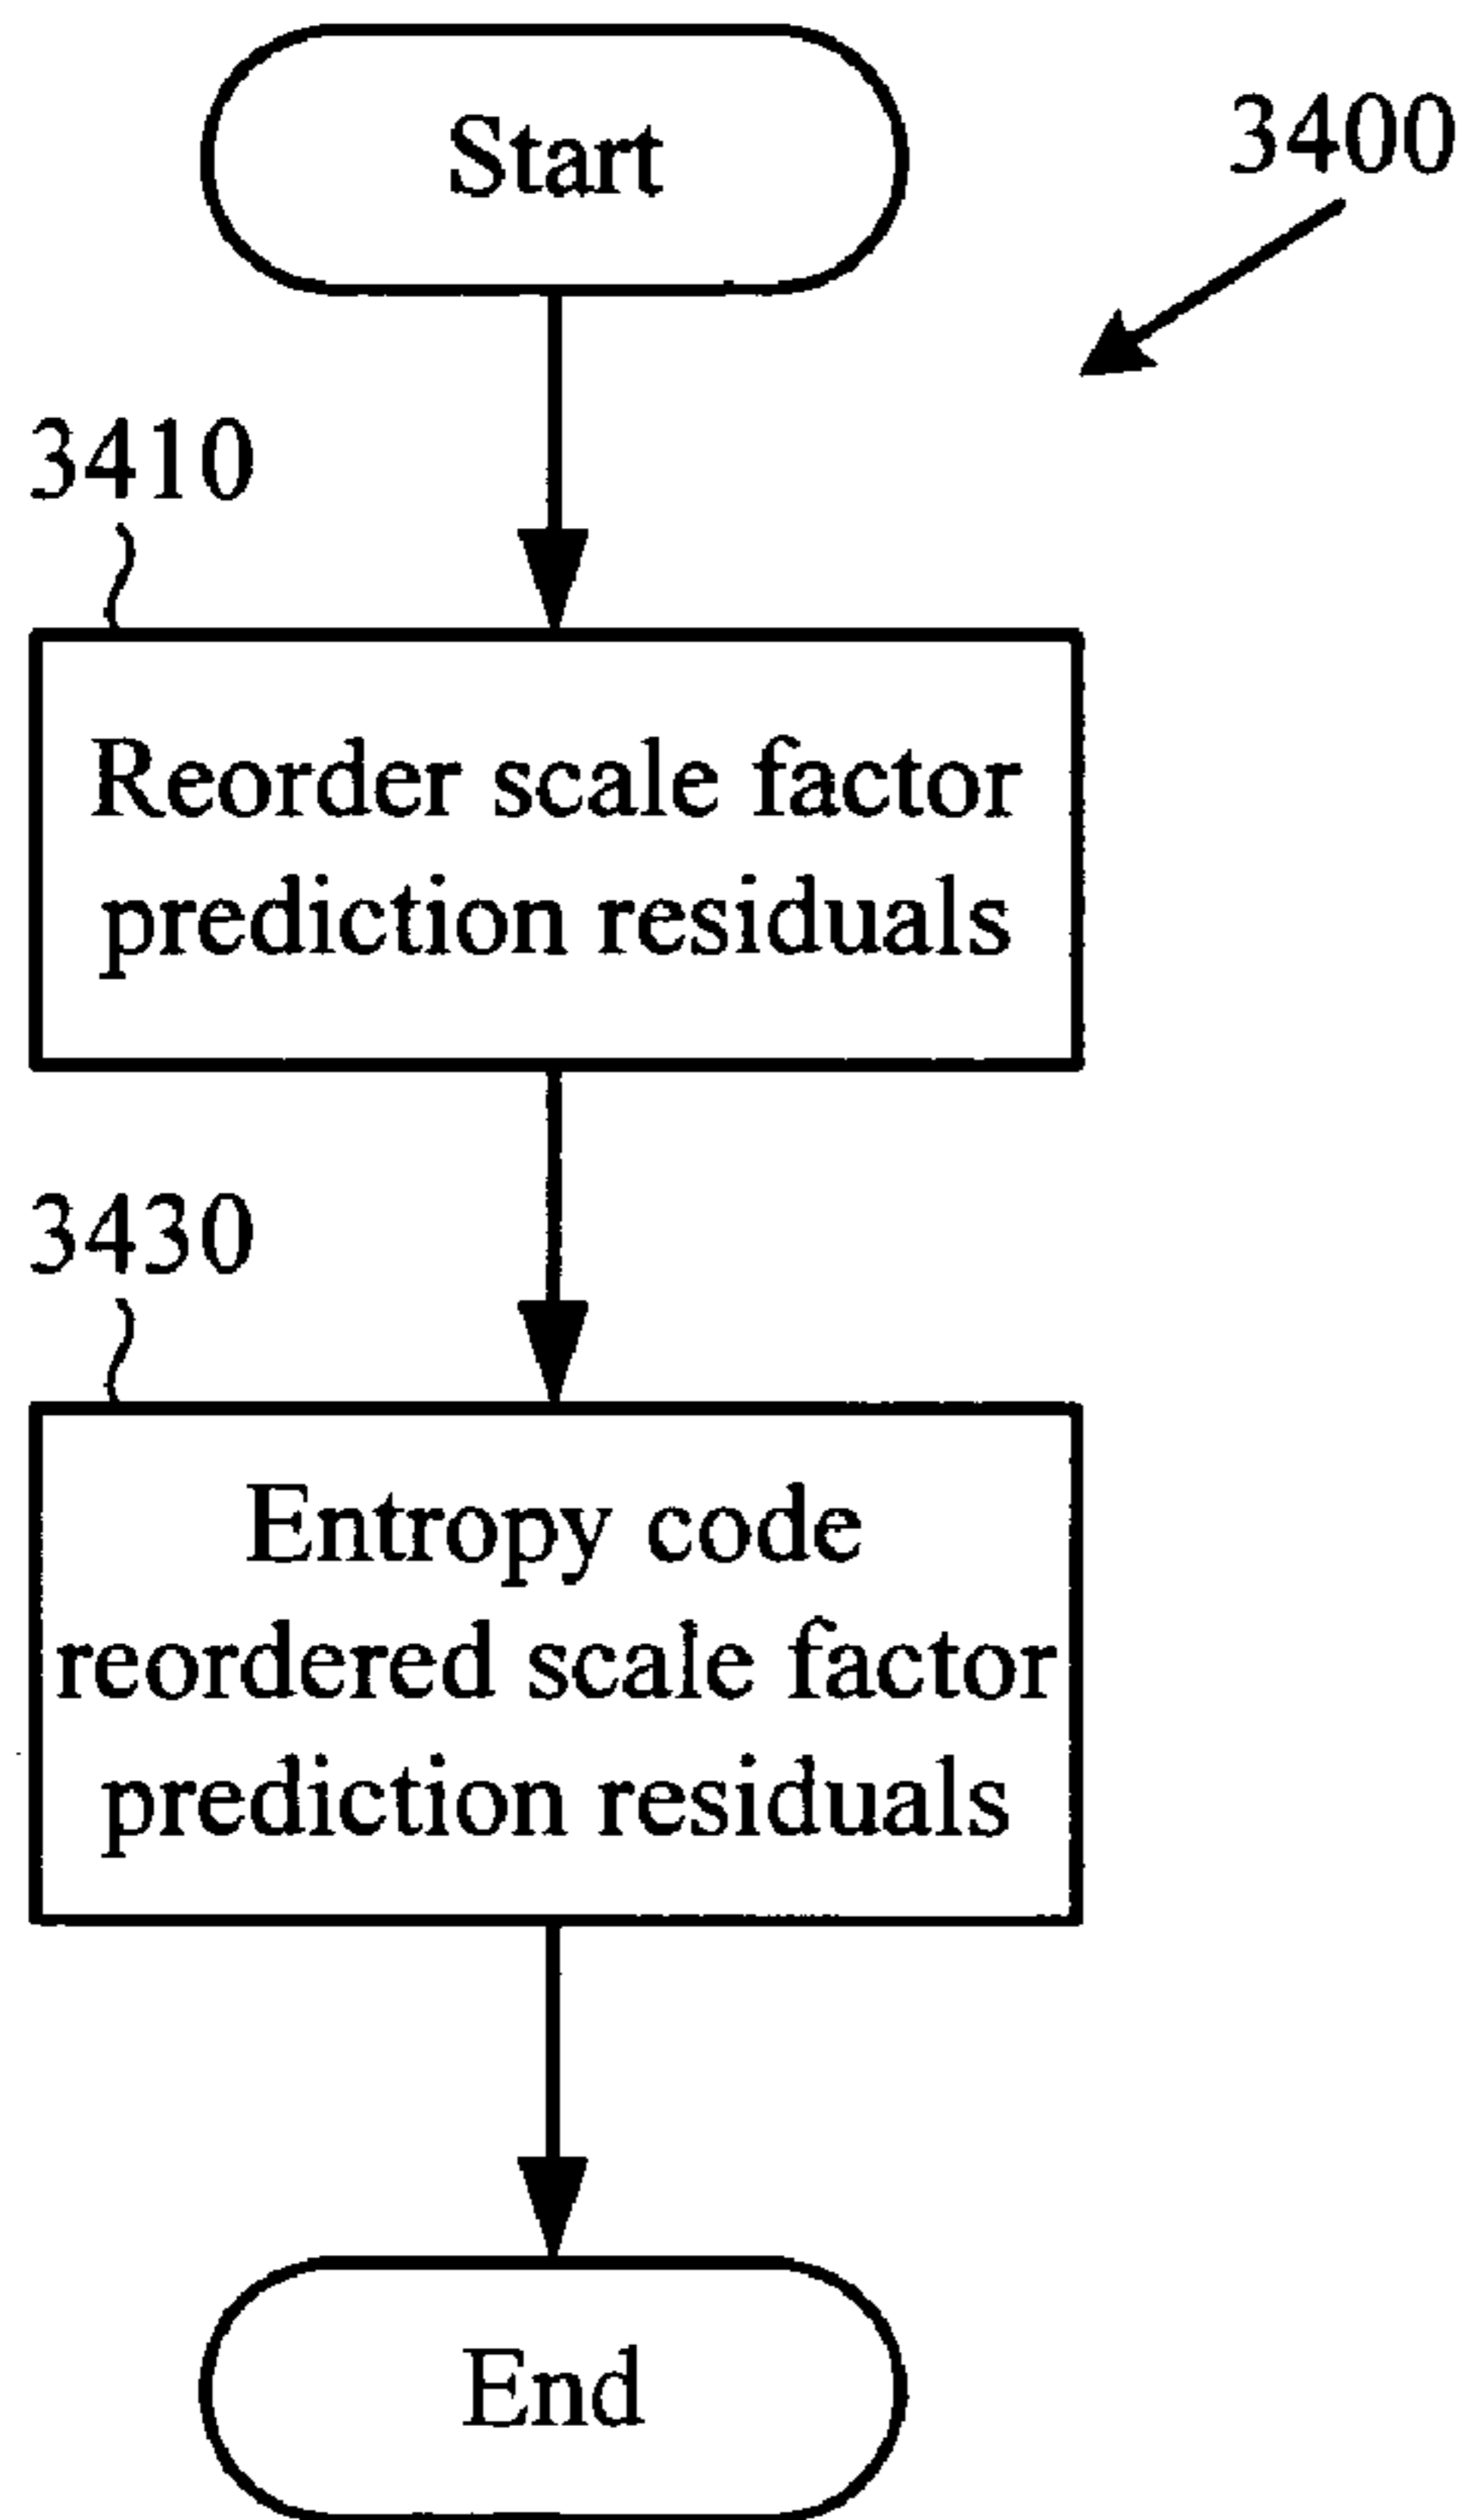 Start
3400
3410
Reorder scale factor
prediction residuals
3430
Entropy code
reordered scale factor
prediction residuals
End